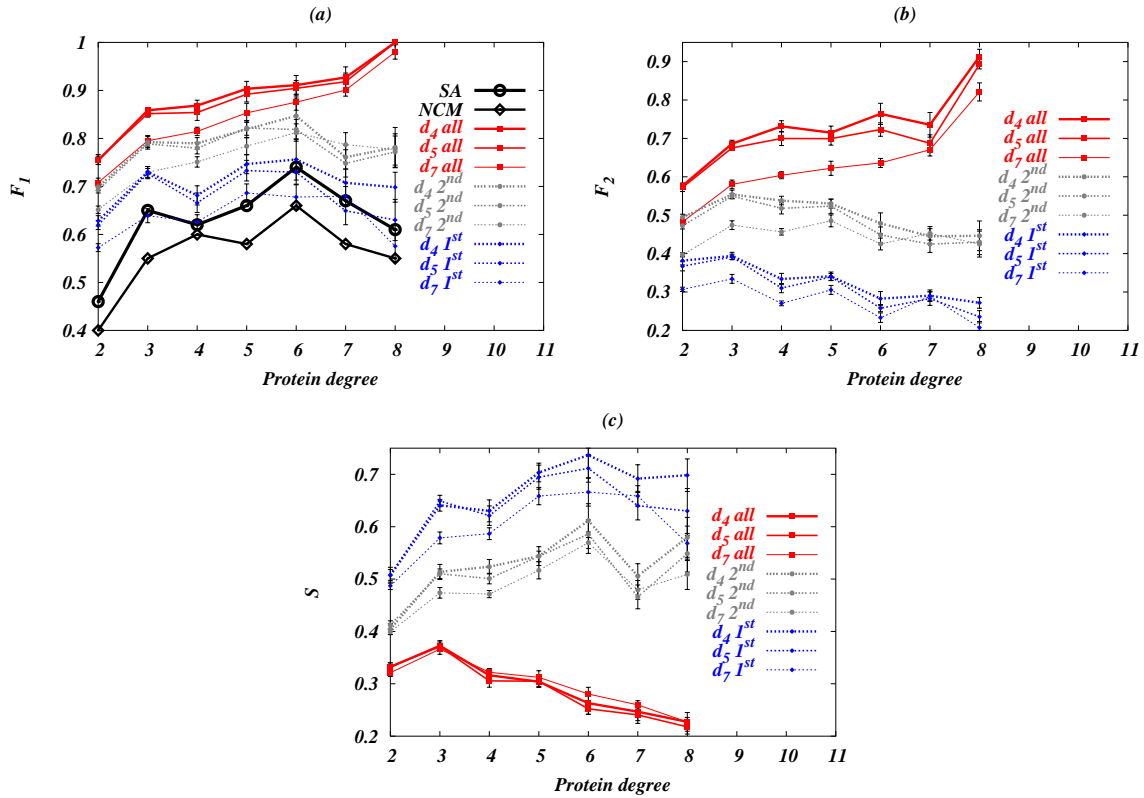 (a)
F1
1
0.9
0.8
0.7
0.6
0.5
0.4
2 3 4 5 6 7 8 9 10 11
Protein degree
SA
NCM
d4 all
d5 all
d7 all
d4 2nd
d5 2nd
d7 2nd
d4 1st
d5 1st
d7 1st
(b)
F2
0.9
0.8
0.7
0.6
0.5
0.4
0.3
0.2
2 3 4 5 6 7 8 9 10 11
Protein degree
d4 all
d5 all
d7 all
d4 2nd
d5 2nd
d7 2nd
d4 1st
d5 1st
d7 1st
(c)
S
0.7
0.6
0.5
0.4
0.3
0.2
2 3 4 5 6 7 8 9 10 11
Protein degree
d4 all
d5 all
d7 all
d4 2nd
d5 2nd
d7 2nd
d4 1st
d5 1st
d7 1st